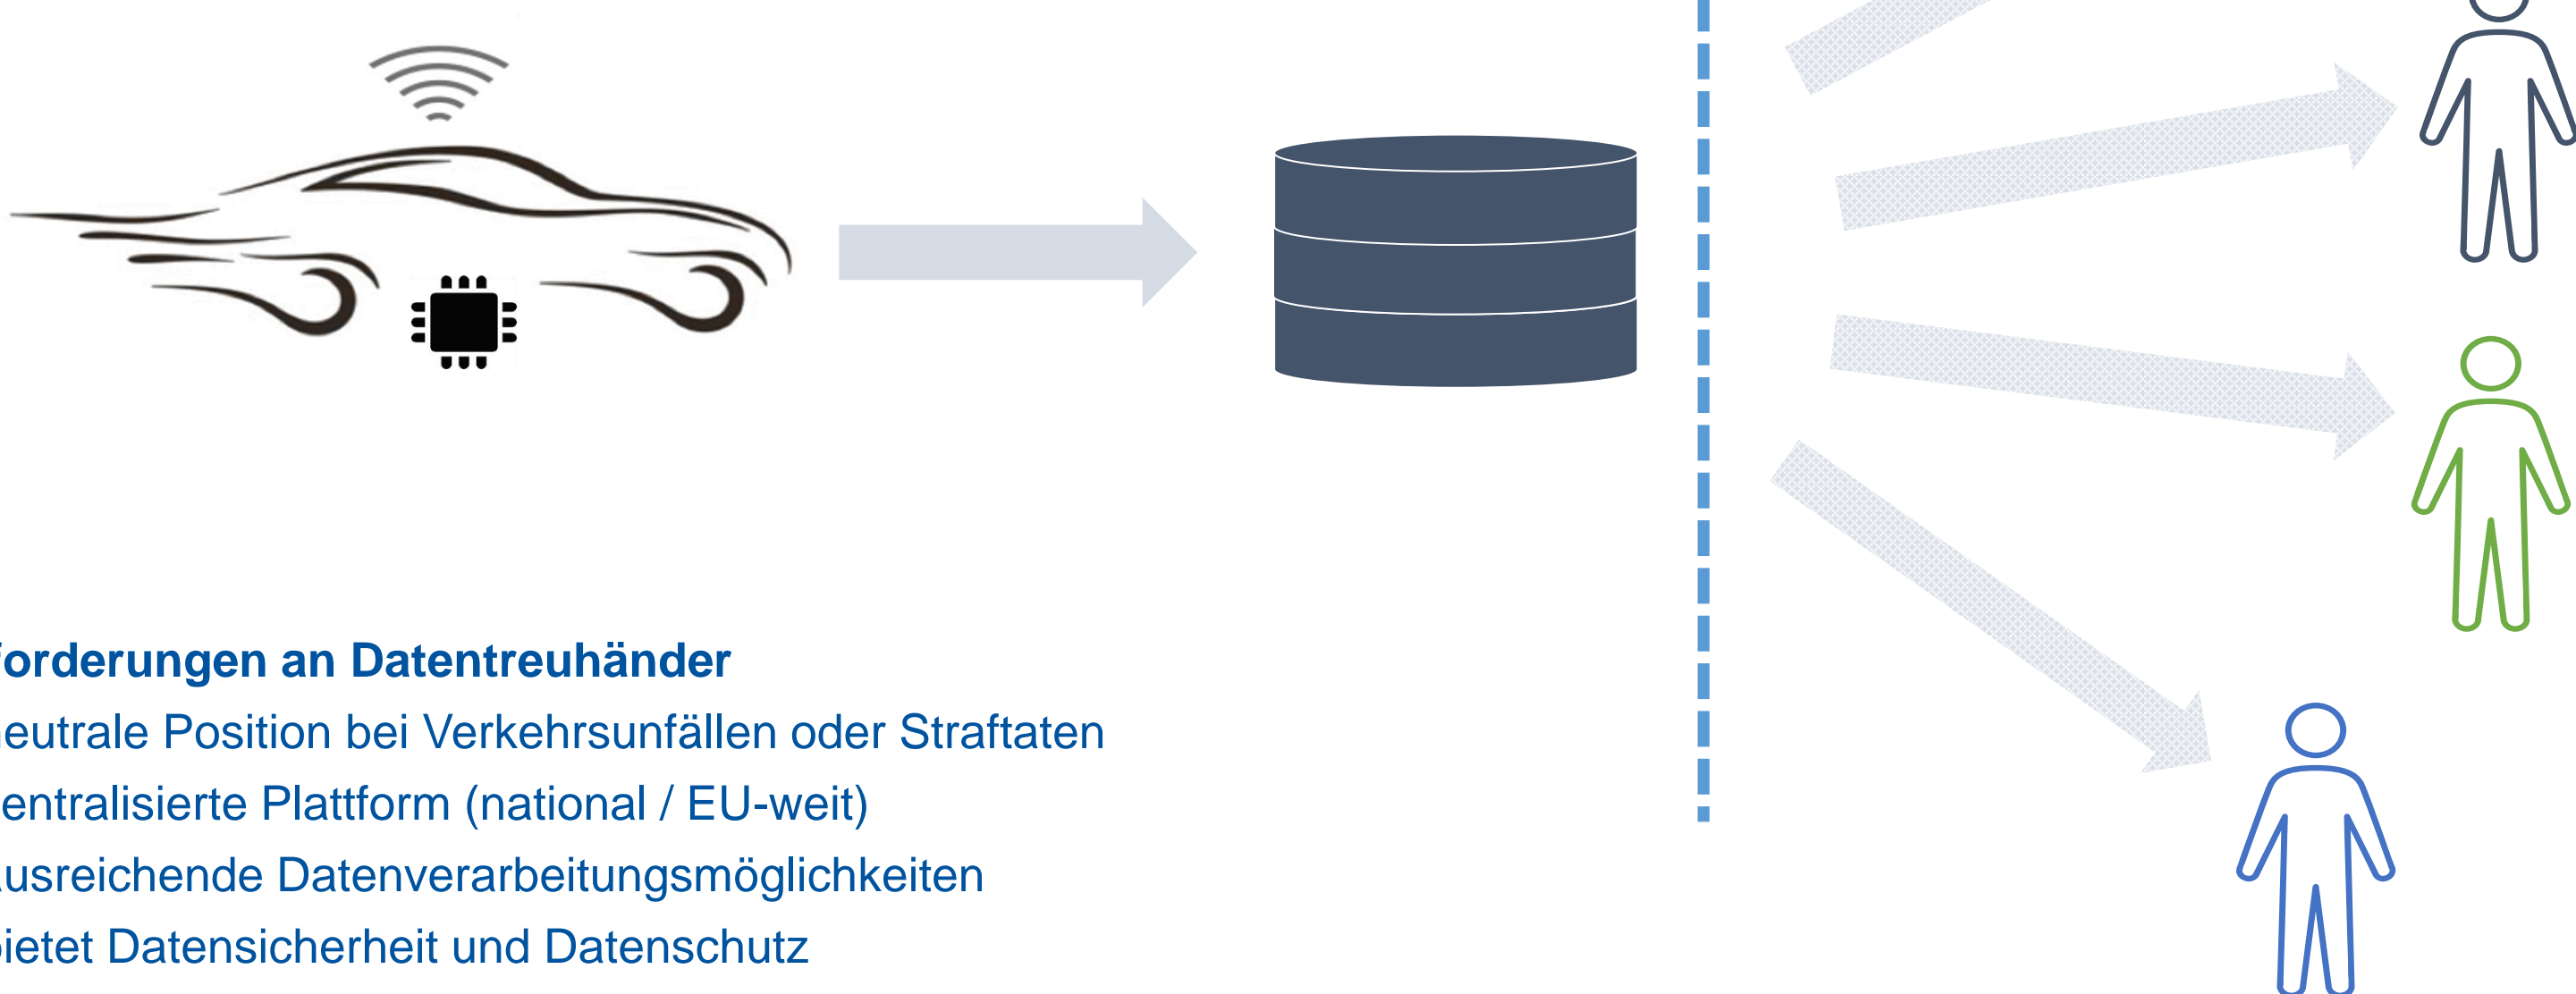 forderungen an Datentreuhänder
eutrale Position bei Verkehrsunfällen oder Straftaten
entralisierte Plattform (national / EU-weit)
usreichende Datenverarbeitungsmöglichkeiten
ietet Datensicherheit und Datenschutz